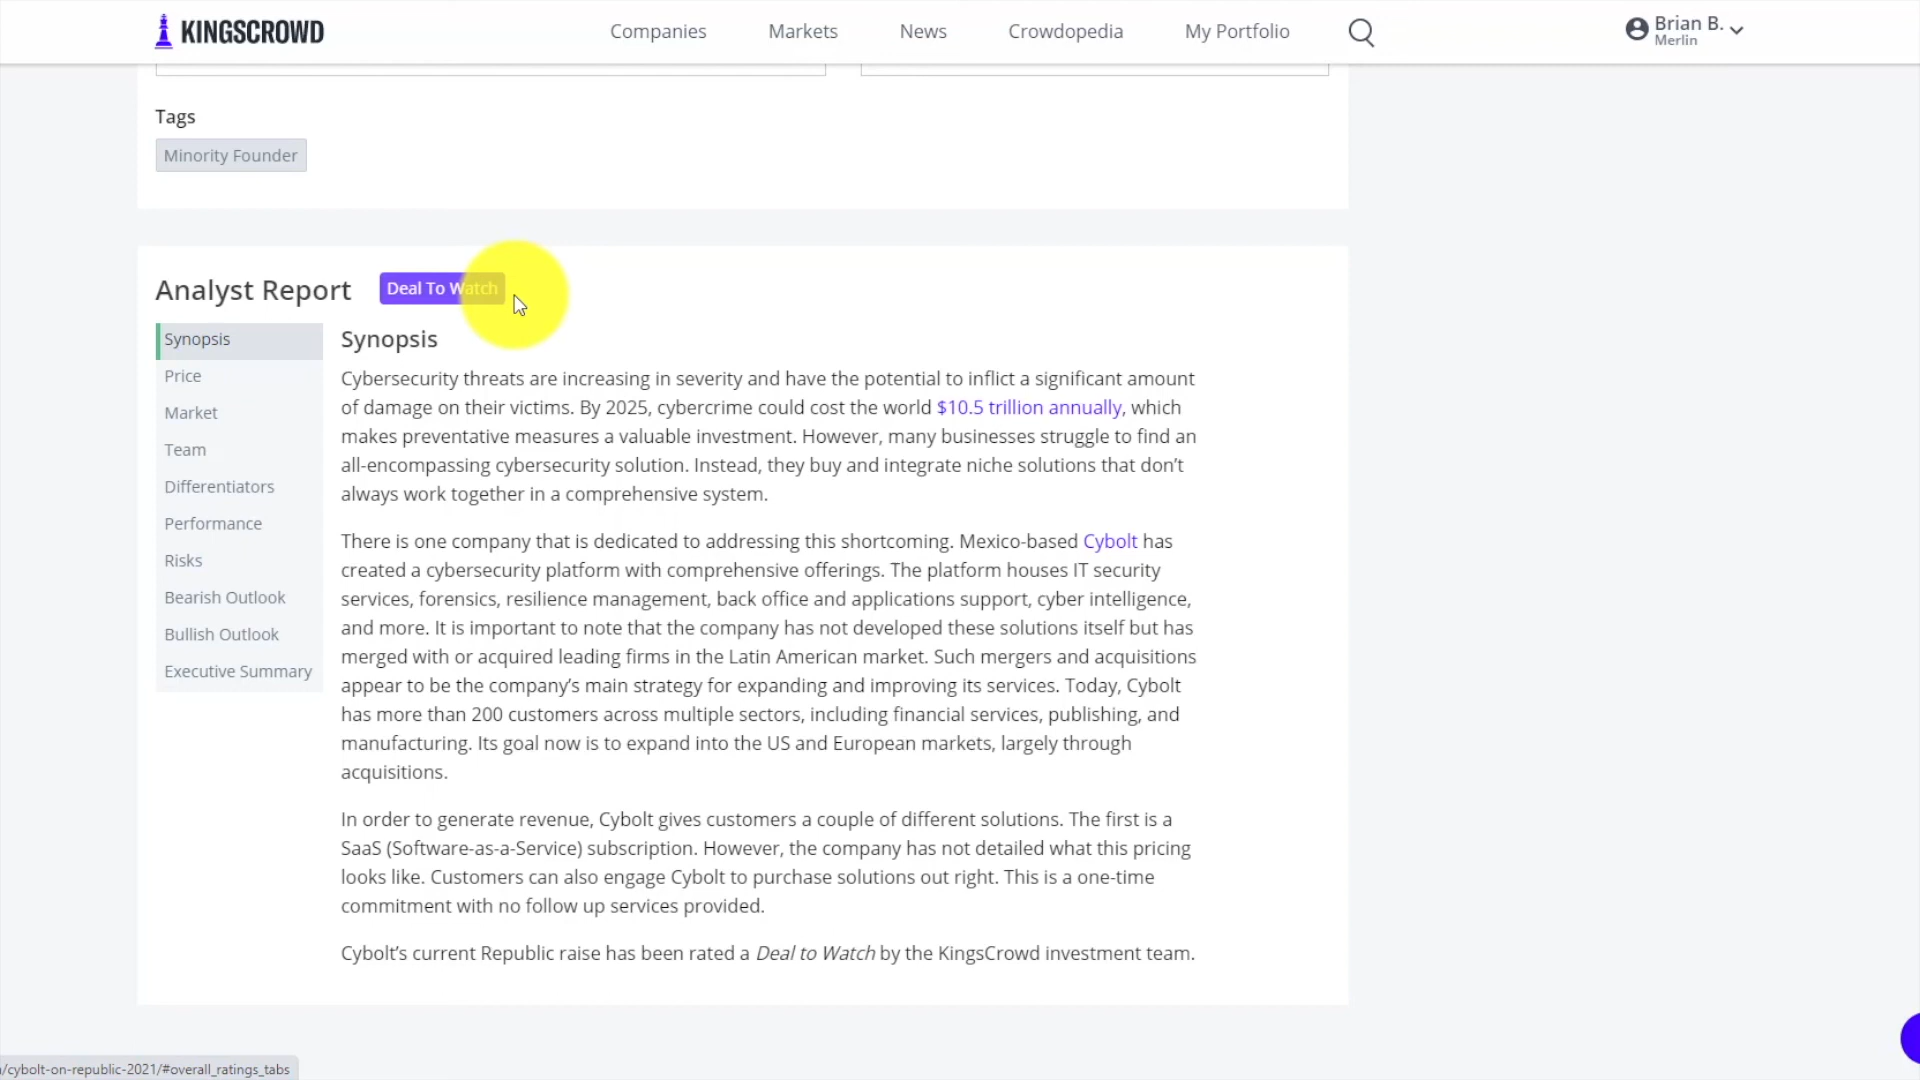 KINGSCROWD
Companies
Markets
News
Crowdopedia
My Portfolio
Brian B.
Merlin
Tags
Minority Founder
Analyst Report
Deal To Watch
Synopsis
Price
Market
Team
Differentiators
Performance
Risks
Bearish Outlook
Bullish Outlook
Executive Summary
Synopsis
Cybersecurity threats are increasing in severity and have the potential to inflict a significant amount
of damage on their victims. By 2025, cybercrime could cost the world $10.5 trillion annually, which
makes preventative measures a valuable investment. However, many businesses struggle to find an
all-encompassing cybersecurity solution. Instead, they buy and integrate niche solutions that don’t
always work together in a comprehensive system.
There is one company that is dedicated to addressing this shortcoming. Mexico-based Cybolt has
created a cybersecurity platform with comprehensive offerings. The platform houses IT security
services, forensics, resilience management, back office and applications support, cyber intelligence,
and more. It is important to note that the company has not developed these solutions itself but has
merged with or acquired leading firms in the Latin American market. Such mergers and acquisitions
appear to be the company’s main strategy for expanding and improving its services. Today, Cybolt
has more than 200 customers across multiple sectors, including financial services, publishing, and
manufacturing. Its goal now is to expand into the US and European markets, largely through
acquisitions.
In order to generate revenue, Cybolt gives customers a couple of different solutions. The first is a
SaaS (Software-as-a-Service) subscription. However, the company has not detailed what this pricing
looks like. Customers can also engage Cybolt to purchase solutions out right. This is a one-time
commitment with no follow up services provided.
Cybolt’s current Republic raise has been rated a Deal to Watch by the KingsCrowd investment team.
/cybolt-on-republic-2021/#overall_ratings_tabs